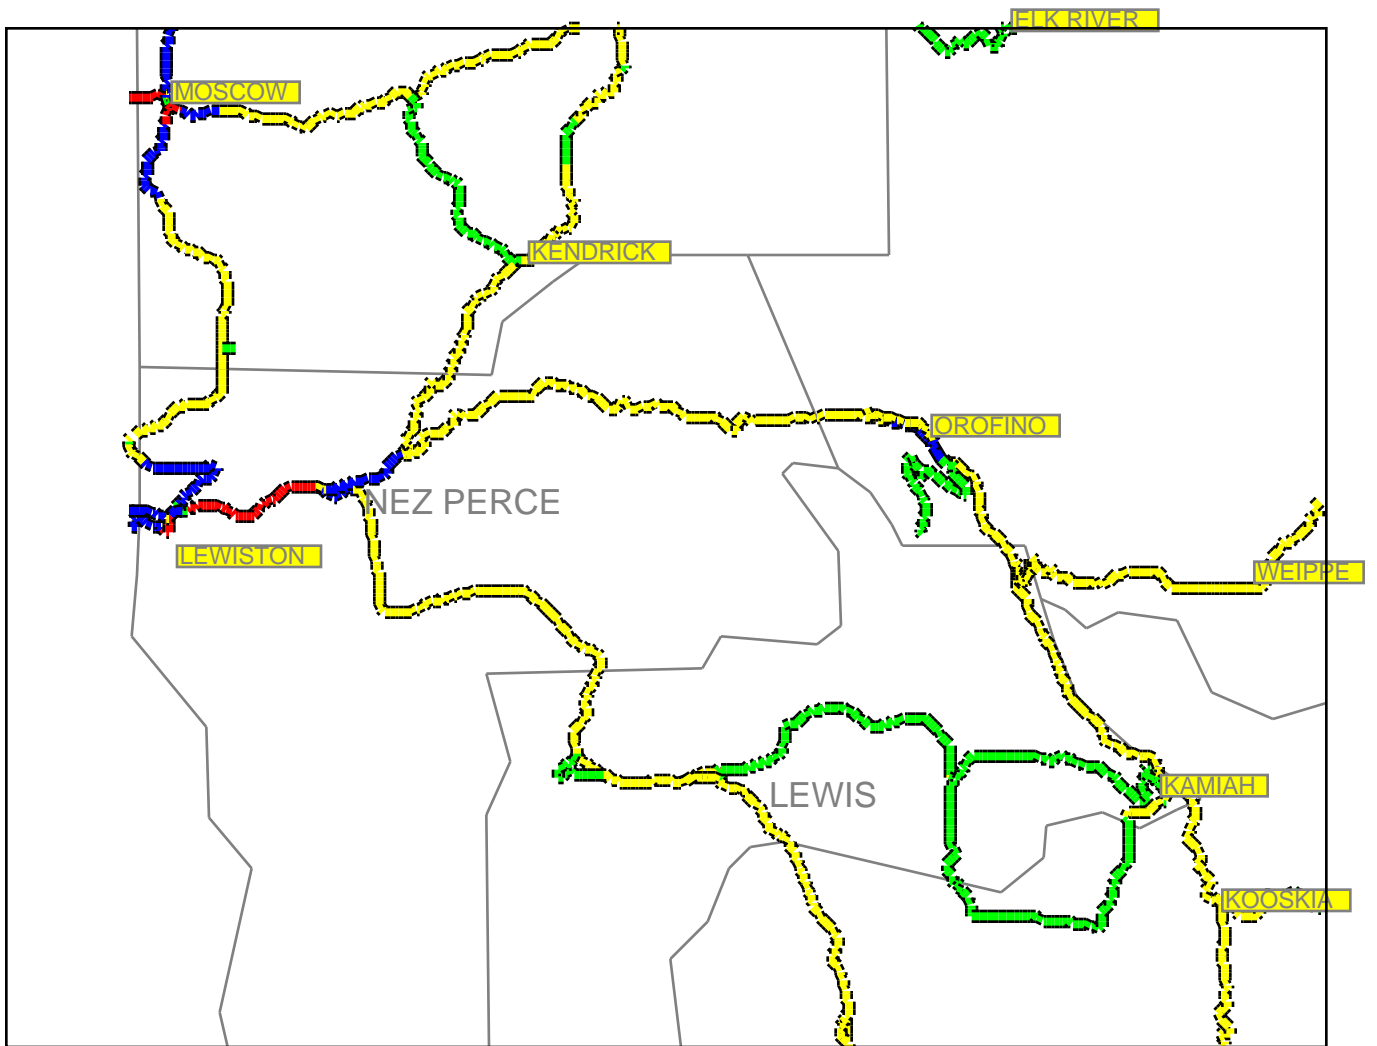 ELK RIVER
MOSCOW
KENDRICK
OROFINO
NEZ PERCE
LEWISTON
WEIPPE
KAMIAH
LEWIS
KOOSKIA